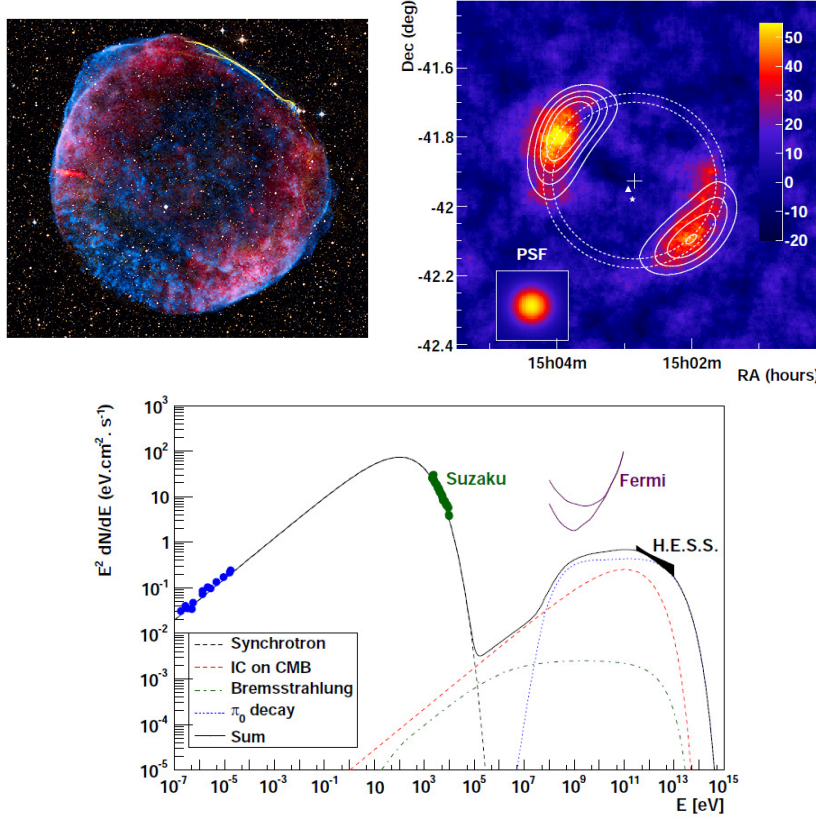 Dec (deg)
-41.6
-41.8
-42
-42.2
-42.4
50
40
30
20
10
0
-10
-20
PSF
15h04m
15h02m
RA (hours)
E² dN/dE (eV.cm⁻². s⁻¹)
10³
10²
10
1
10⁻¹
10⁻²
10⁻³
10⁻⁴
10⁻⁵
Suzaku
Fermi
H.E.S.S.
Synchrotron
IC on CMB
Bremsstrahlung
π₀ decay
Sum
10⁻⁷
10⁻⁵
10⁻³
10⁻¹
10
10³
10⁵
10⁷
10⁹
10¹¹
10¹³
10¹⁵
E [eV]